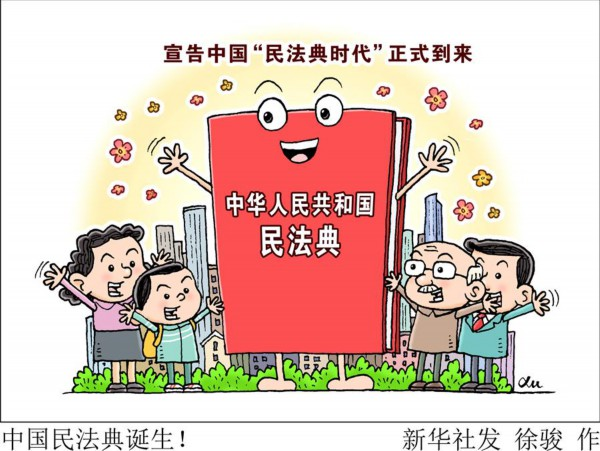 宣告中国“民法典时代”正式到来
中华人民共和国
民法典
中国民法典诞生！
新华社发 徐骏 作